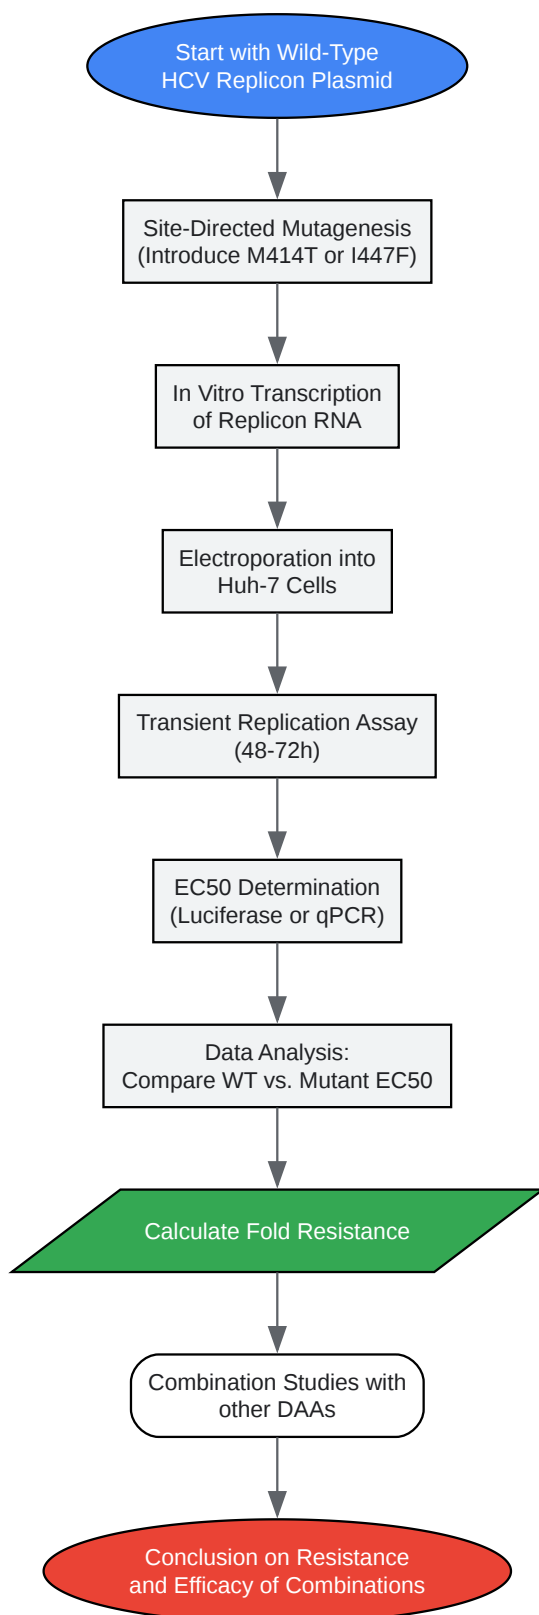 Start with Wild-Type
HCV Replicon Plasmid
Site-Directed Mutagenesis
(Introduce M414T or I447F)
In Vitro Transcription
of Replicon RNA
Electroporation into
Huh-7 Cells
Transient Replication Assay
(48-72h)
EC50 Determination
(Luciferase or qPCR)
Data Analysis:
Compare WT vs. Mutant EC50
Calculate Fold Resistance
Combination Studies with
other DAAs
Conclusion on Resistance
and Efficacy of Combinations